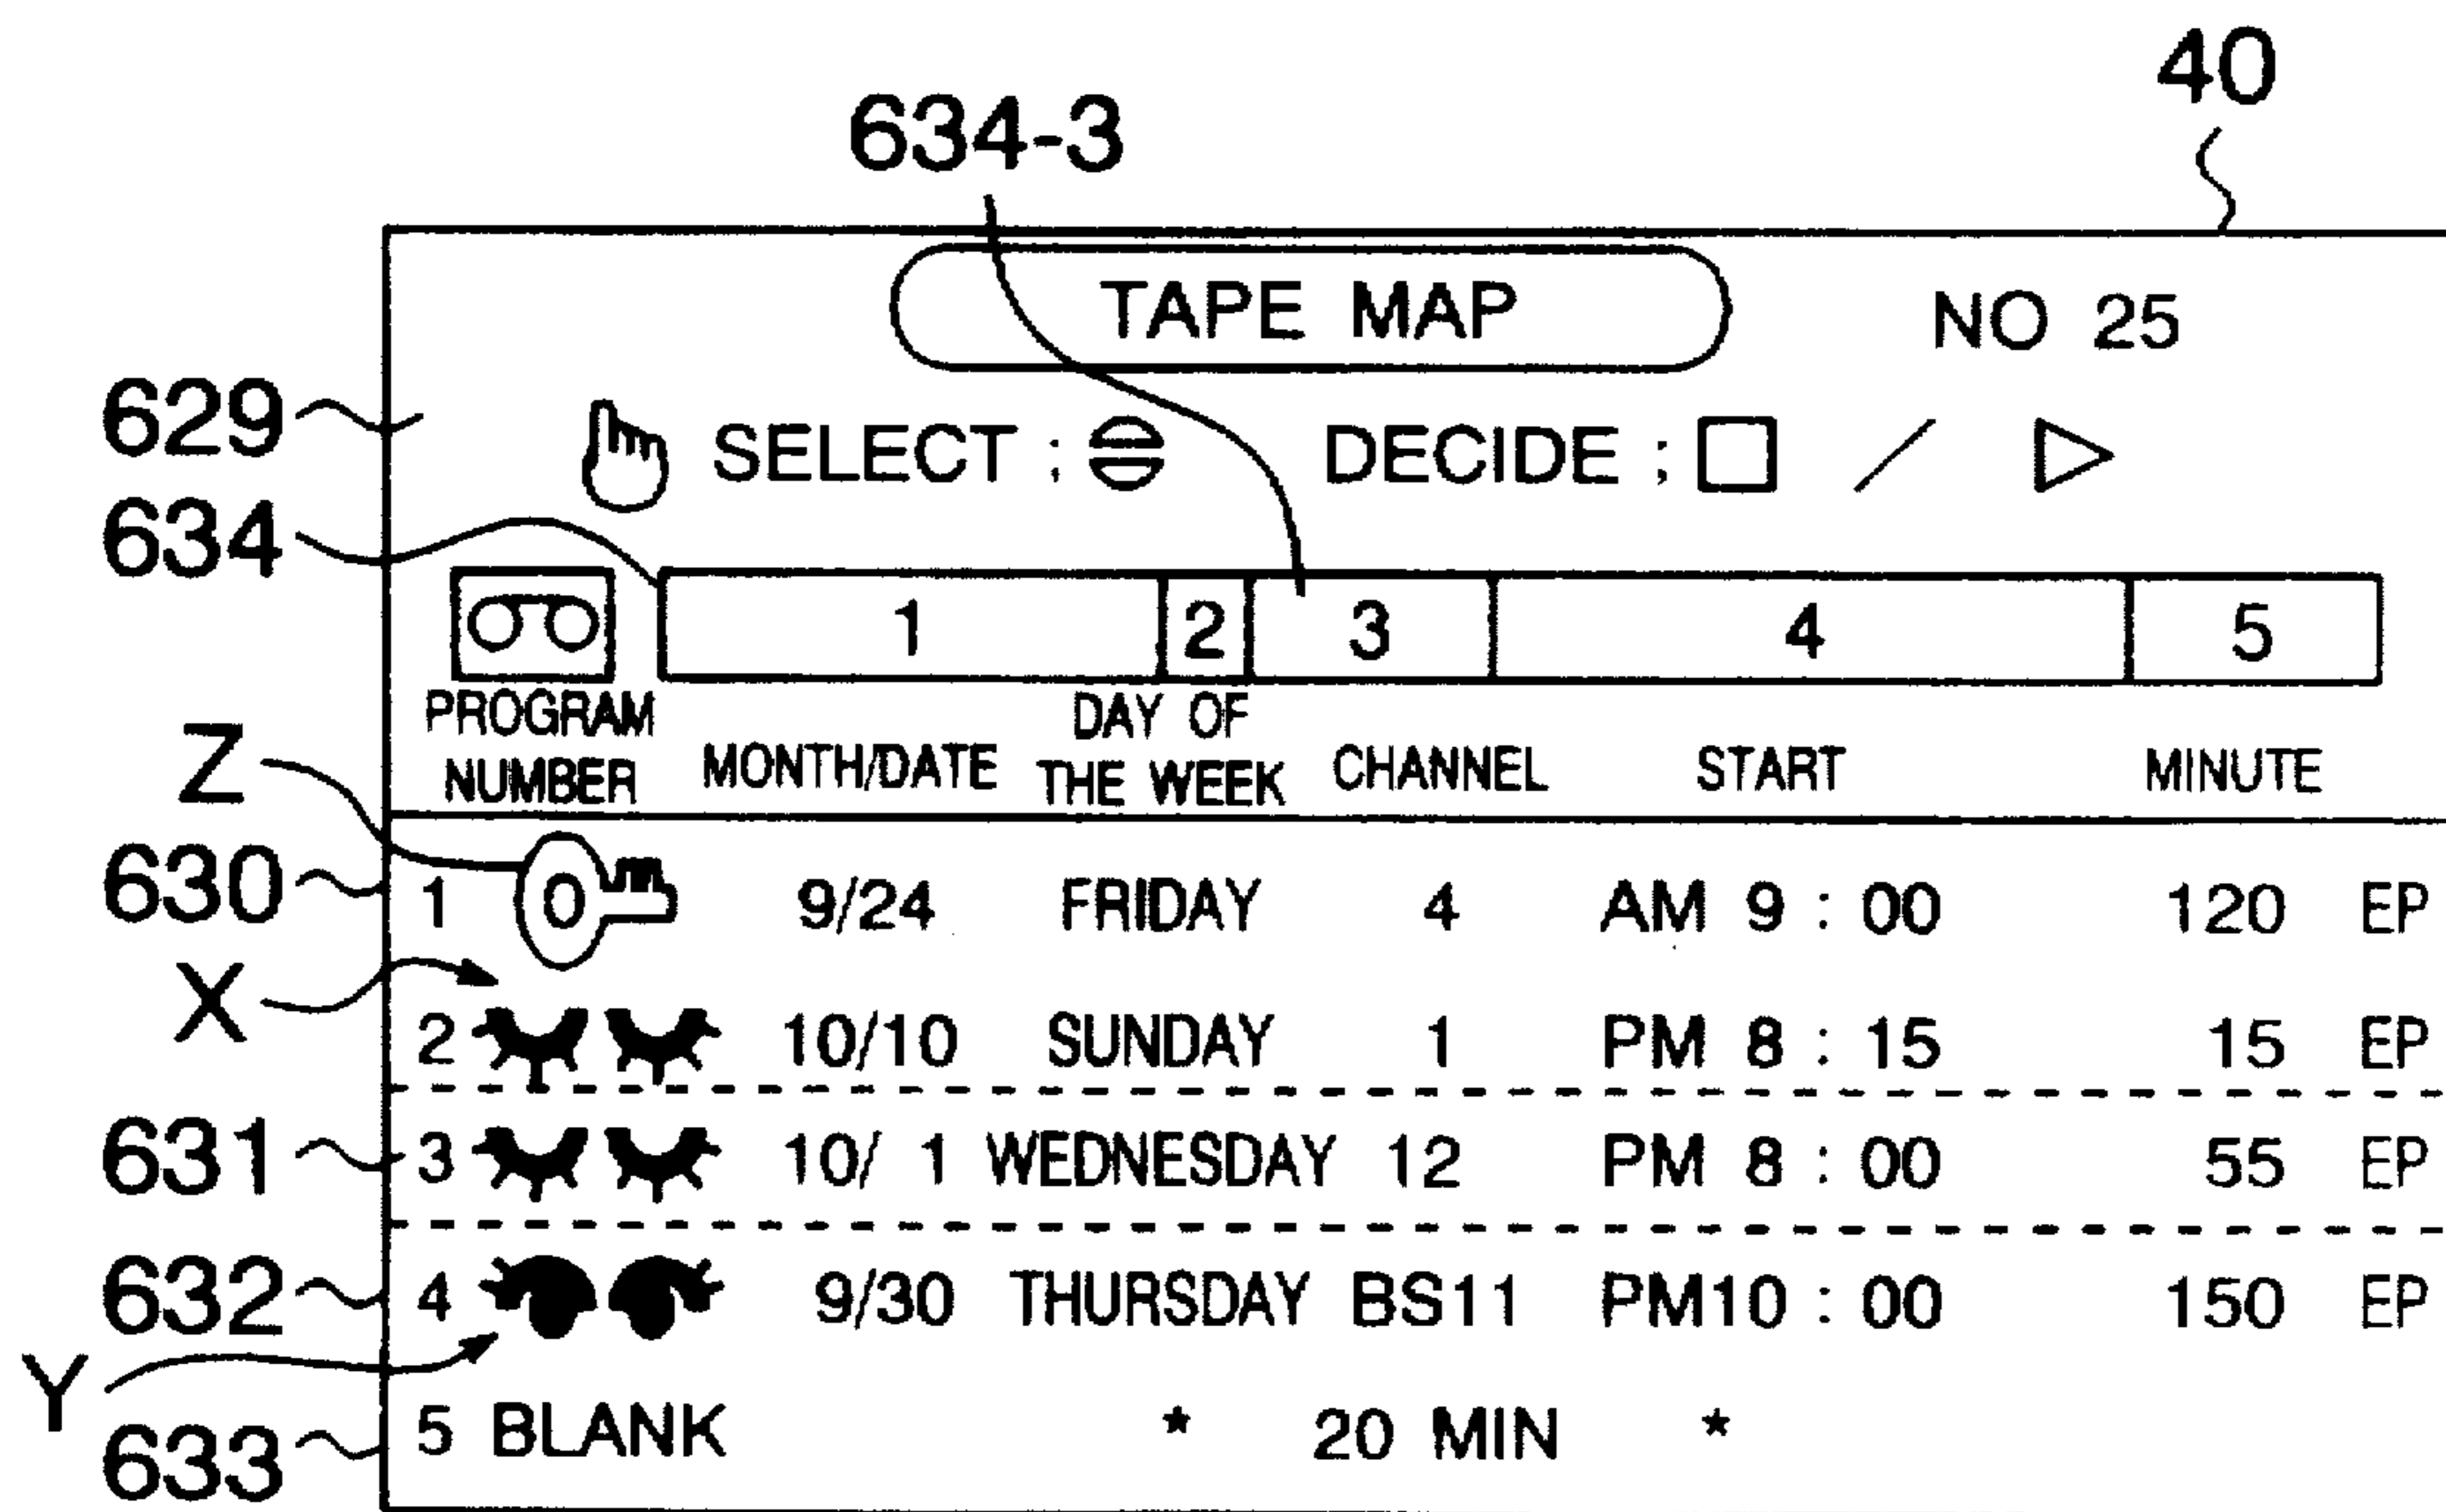 40
634-3
TAPE MAP NO 25
629
SELECT ; DECIDE ; /
634
1 2 3 4 5
PROGRAM NUMBER MONTH/DATE DAY OF THE WEEK CHANNEL START MINUTE
Z
630
1 9/24 FRIDAY 4 AM 9 : 00 120 EP
X
2 10/10 SUNDAY 1 PM 8 : 15 15 EP
631
3 10/ 1 WEDNESDAY 12 PM 8 : 00 55 EP
632
4 9/30 THURSDAY BS11 PM10 : 00 150 EP
Y
633
5 BLANK * 20 MIN *